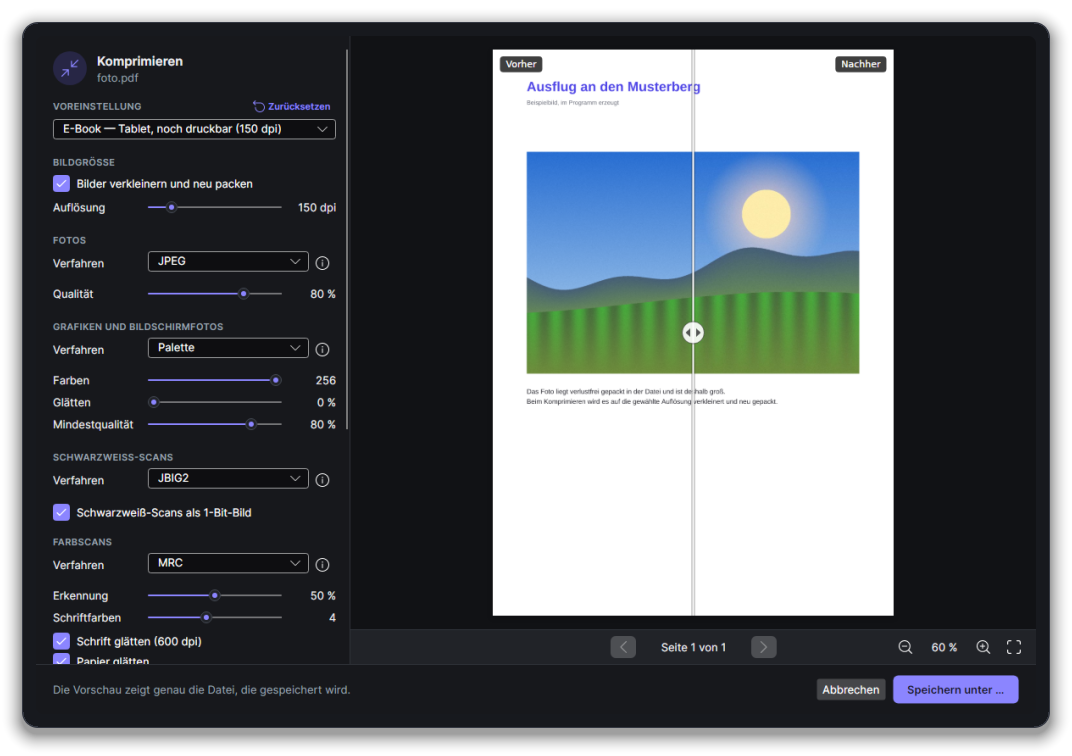 Komprimieren
foto.pdf
VOREINSTELLUNG
Zurücksetzen
E-Book — Tablet, noch druckbar (150 dpi)
BILDGRÖSSE
Bilder verkleinern und neu packen
Auflösung 150 dpi
FOTOS
Verfahren JPEG
Qualität 80 %
GRAFIKEN UND BILDSCHIRMFOTOS
Verfahren Palette
Farben 256
Glätten 0 %
Mindestqualität 80 %
SCHWARZWEISS-SCANS
Verfahren JBIG2
Schwarzweiß-Scans als 1-Bit-Bild
FARBSCANS
Verfahren MRC
Erkennung 50 %
Schriftfarben 4
Schrift glätten (600 dpi)
Papier glätten
Vorher
Nachher
Ausflug an den Musterberg
Beispielbild, im Programm erzeugt
Das Foto liegt verlustfrei gepackt in der Datei und ist deshalb groß.
Beim Komprimieren wird es auf die gewählte Auflösung verkleinert und neu gepackt.
Seite 1 von 1
60 %
Die Vorschau zeigt genau die Datei, die gespeichert wird.
Abbrechen
Speichern unter ...